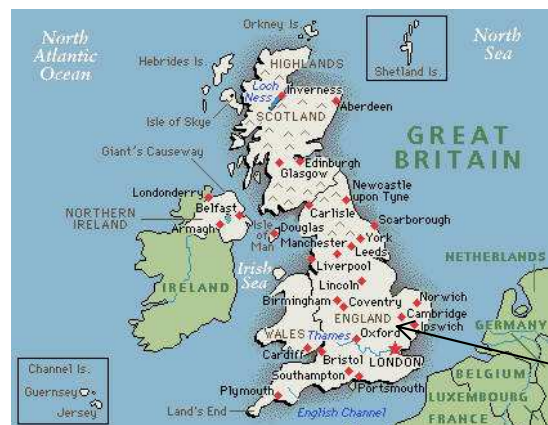 Orkney Is.
North
Atlantic
Ocean
North
Sea
Hebrides Is.
HIGHLANDS
Shetland Is.
Loch
Ness
Inverness
Aberdeen
Isle of Skye
SCOTLAND
GREAT
BRITAIN
Giant's Causeway
Edinburgh
Glasgow
Londonderry
Newcastle
upon Tyne
Belfast
Carlisle
Scarborough
NORTHERN
IRELAND
Isle
of
Man
Douglas
Armagh
Manchester
York
Leeds
Irish
Sea
Liverpool
NETHERLANDS
IRELAND
Lincoln
Birmingham
Coventry
Norwich
ENGLAND
Cambridge
WALES
Thames
Oxford
Ipswich
GERMANY
Cardiff
LONDON
Channel Is.
Bristol
BELGIUM
Guernsey
Southampton
Jersey
Plymouth
Portsmouth
LUXEMBOURG
Land's End
English Channel
FRANCE